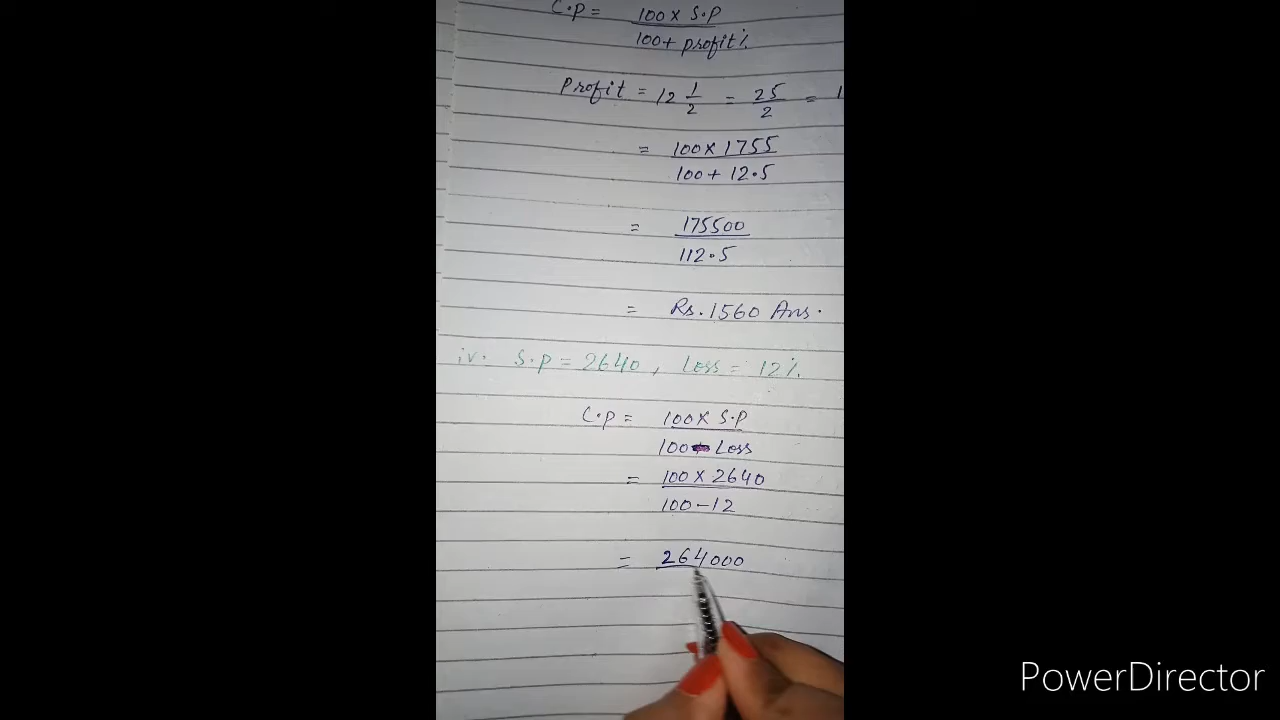 C.p = 100 x S.P
100 + profit%
Profit = 12 1/2 = 25/2 = 1
= 100 x 1755
100 + 12.5
= 175500
112.5
= Rs. 1560 Ans.
iv. S.p = 2640, Loss = 12%
C.p = 100 x S.P
100 - Loss
= 100 x 2640
100 - 12
= 264000
PowerDirector